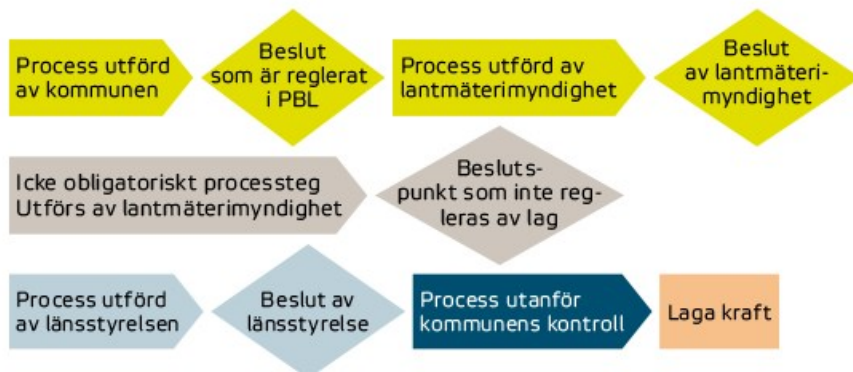 Process utförd
av kommunen
Beslut
som är reglerat
i PBL
Process utförd av
lantmäterimyndighet
Beslut
av lantmäteri-
myndighet
Icke obligatoriskt processteg
Utförs av lantmäterimyndighet
Besluts-
punkt som inte reg-
leras av lag
Process utförd
av länsstyrelsen
Beslut av
länsstyrelse
Process utanför
kommunens kontroll
Laga kraft